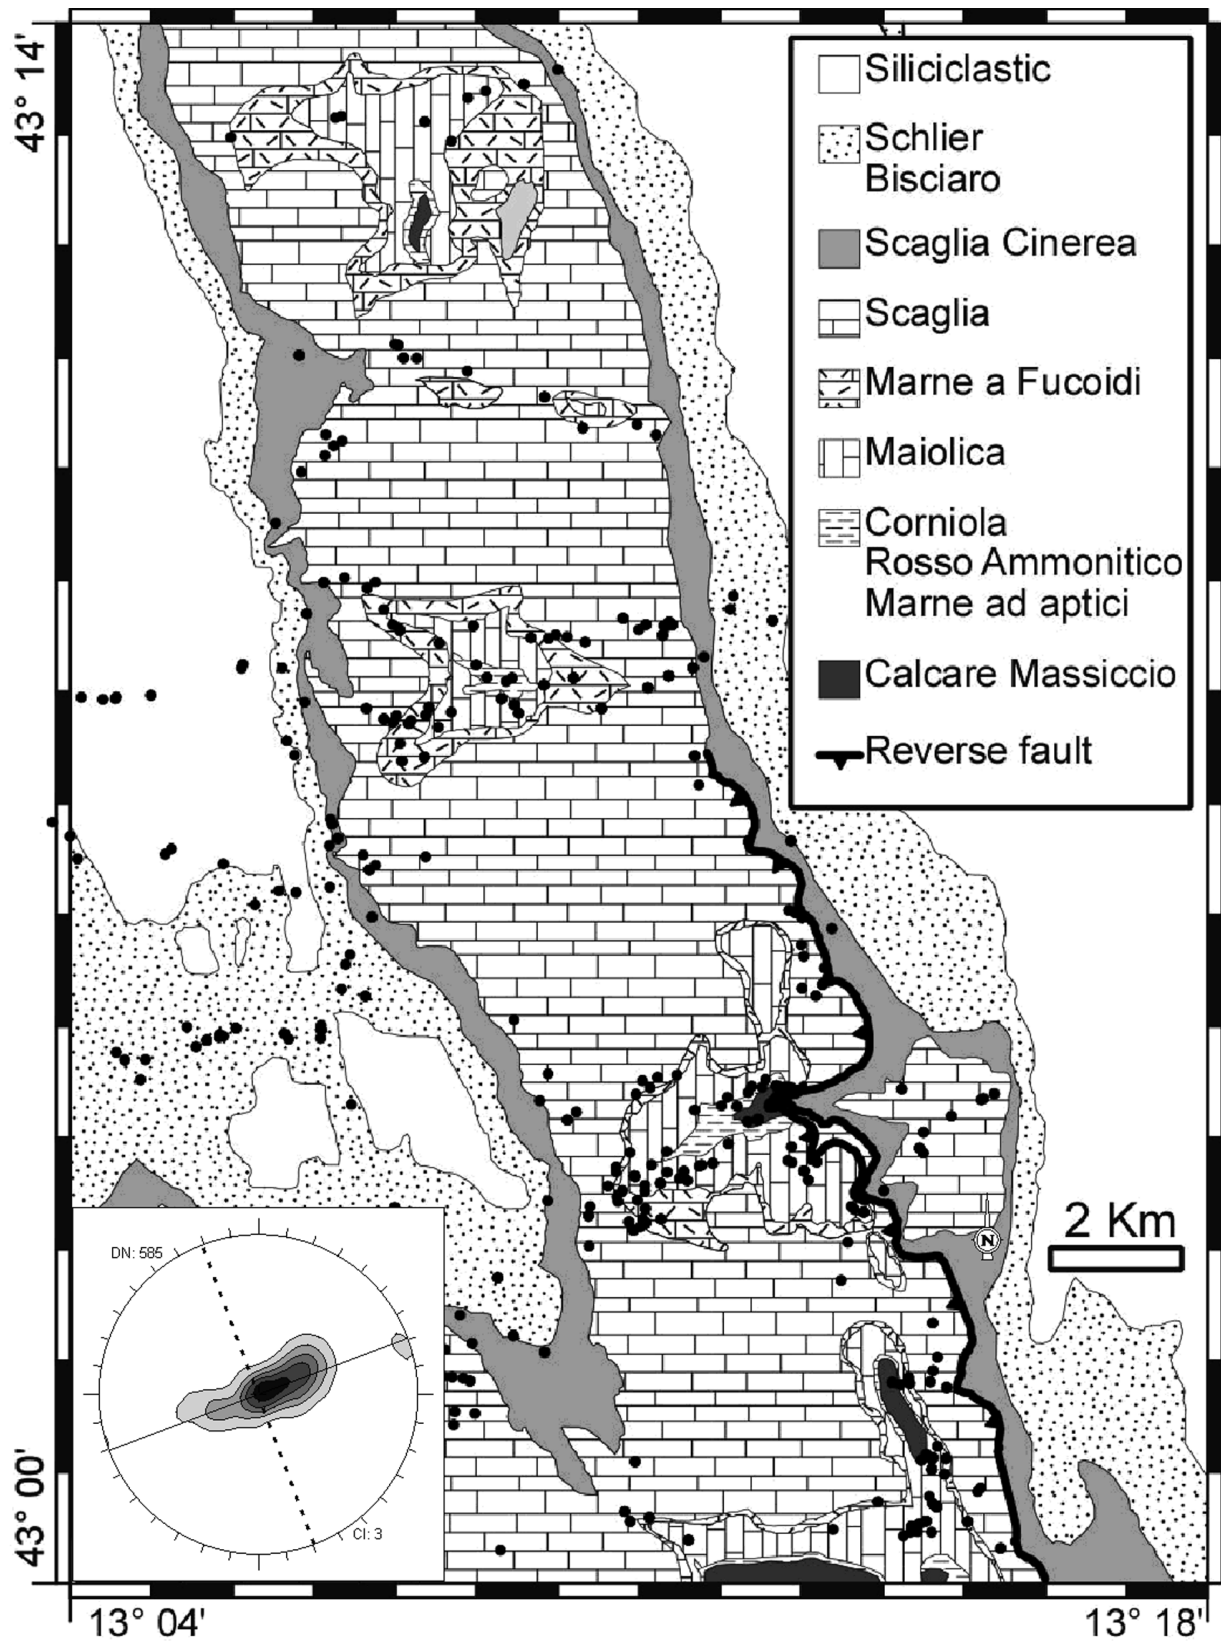 43° 14'
Siliciclastic
Schlier
Bisciaro
Scaglia Cinerea
Scaglia
Marne a Fucoidi
Maiolica
Corniola
Rosso Ammonitico
Marne ad aptici
Calcare Massiccio
Reverse fault
2 Km
N
DN: 585
CI: 3
43° 00'
13° 04'
13° 18'